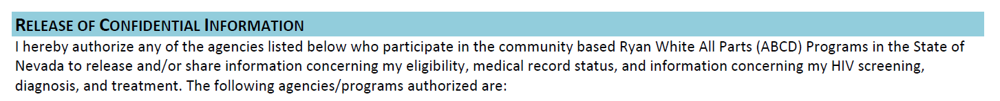 RELEASE OF CONFIDENTIAL INFORMATION
I hereby authorize any of the agencies listed below who participate in the community based Ryan White All Parts (ABCD) Programs in the State of
Nevada to release and/or share information concerning my eligibility, medical record status, and information concerning my HIV screening,
diagnosis, and treatment. The following agencies/programs authorized are: